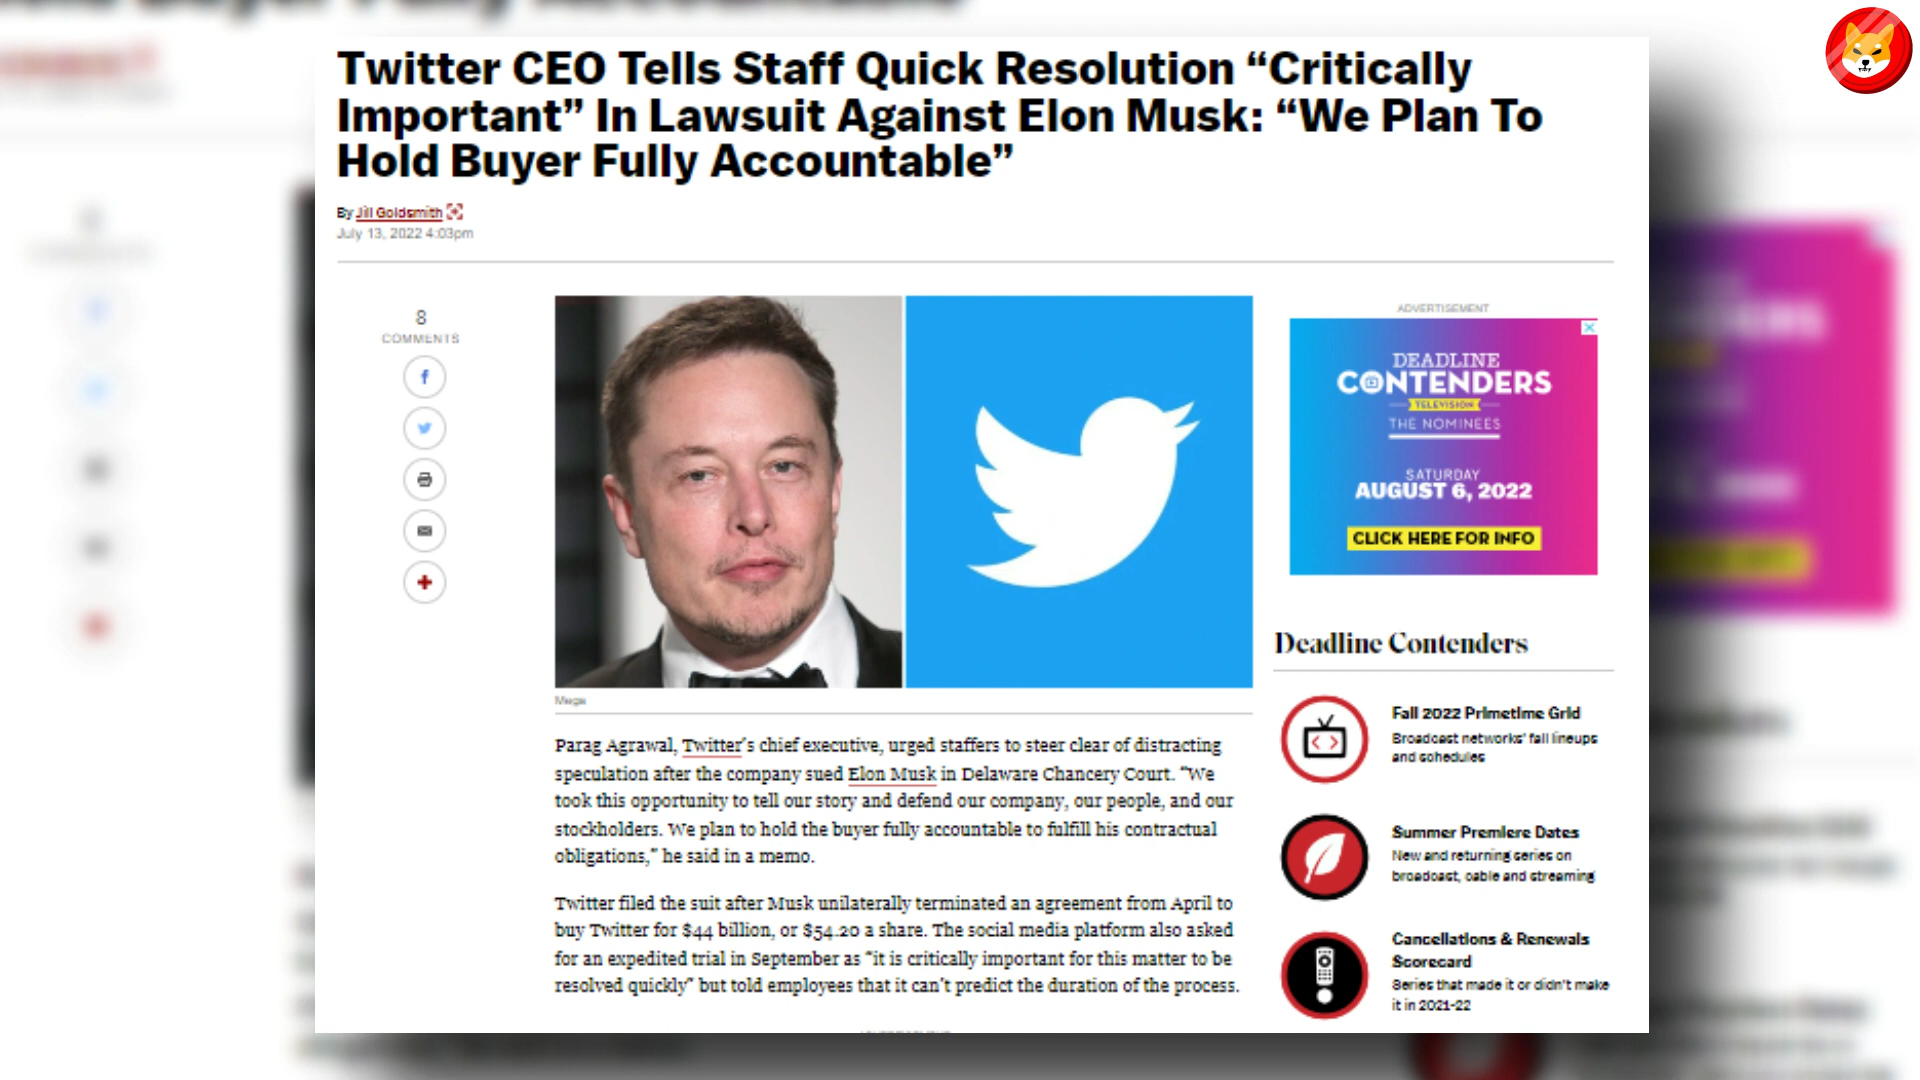 Twitter CEO Tells Staff Quick Resolution “Critically
Important” In Lawsuit Against Elon Musk: “We Plan To
Hold Buyer Fully Accountable”
By Jill Goldsmith
July 13, 2022 4:03pm
8
COMMENTS
Mega
Parag Agrawal, Twitter’s chief executive, urged staffers to steer clear of distracting
speculation after the company sued Elon Musk in Delaware Chancery Court. “We
took this opportunity to tell our story and defend our company, our people, and our
stockholders. We plan to hold the buyer fully accountable to fulfill his contractual
obligations,” he said in a memo.
Twitter filed the suit after Musk unilaterally terminated an agreement from April to
buy Twitter for $44 billion, or $54.20 a share. The social media platform also asked
for an expedited trial in September as “it is critically important for this matter to be
resolved quickly” but told employees that it can’t predict the duration of the process.
ADVERTISEMENT
DEADLINE
CONTENDERS
TELEVISION
THE NOMINEES
SATURDAY
AUGUST 6, 2022
CLICK HERE FOR INFO
Deadline Contenders
Fall 2022 Primetime Grid
Broadcast networks’ fall lineups
and schedules
Summer Premiere Dates
New and returning series on
broadcast, cable and streaming
Cancellations & Renewals
Scorecard
Series that made it or didn’t make
it in 2021-22